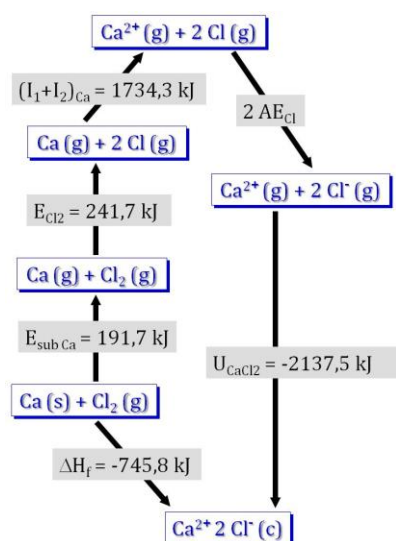 Ca²⁺ (g) + 2 Cl (g)
(I₁+I₂)Ca = 1734,3 kJ
2 AECl
Ca (g) + 2 Cl (g)
Ca²⁺ (g) + 2 Cl⁻ (g)
ECl2 = 241,7 kJ
Ca (g) + Cl₂ (g)
Esub Ca = 191,7 kJ
UCaCl2 = -2137,5 kJ
Ca (s) + Cl₂ (g)
ΔHf = -745,8 kJ
Ca²⁺ 2 Cl⁻ (c)